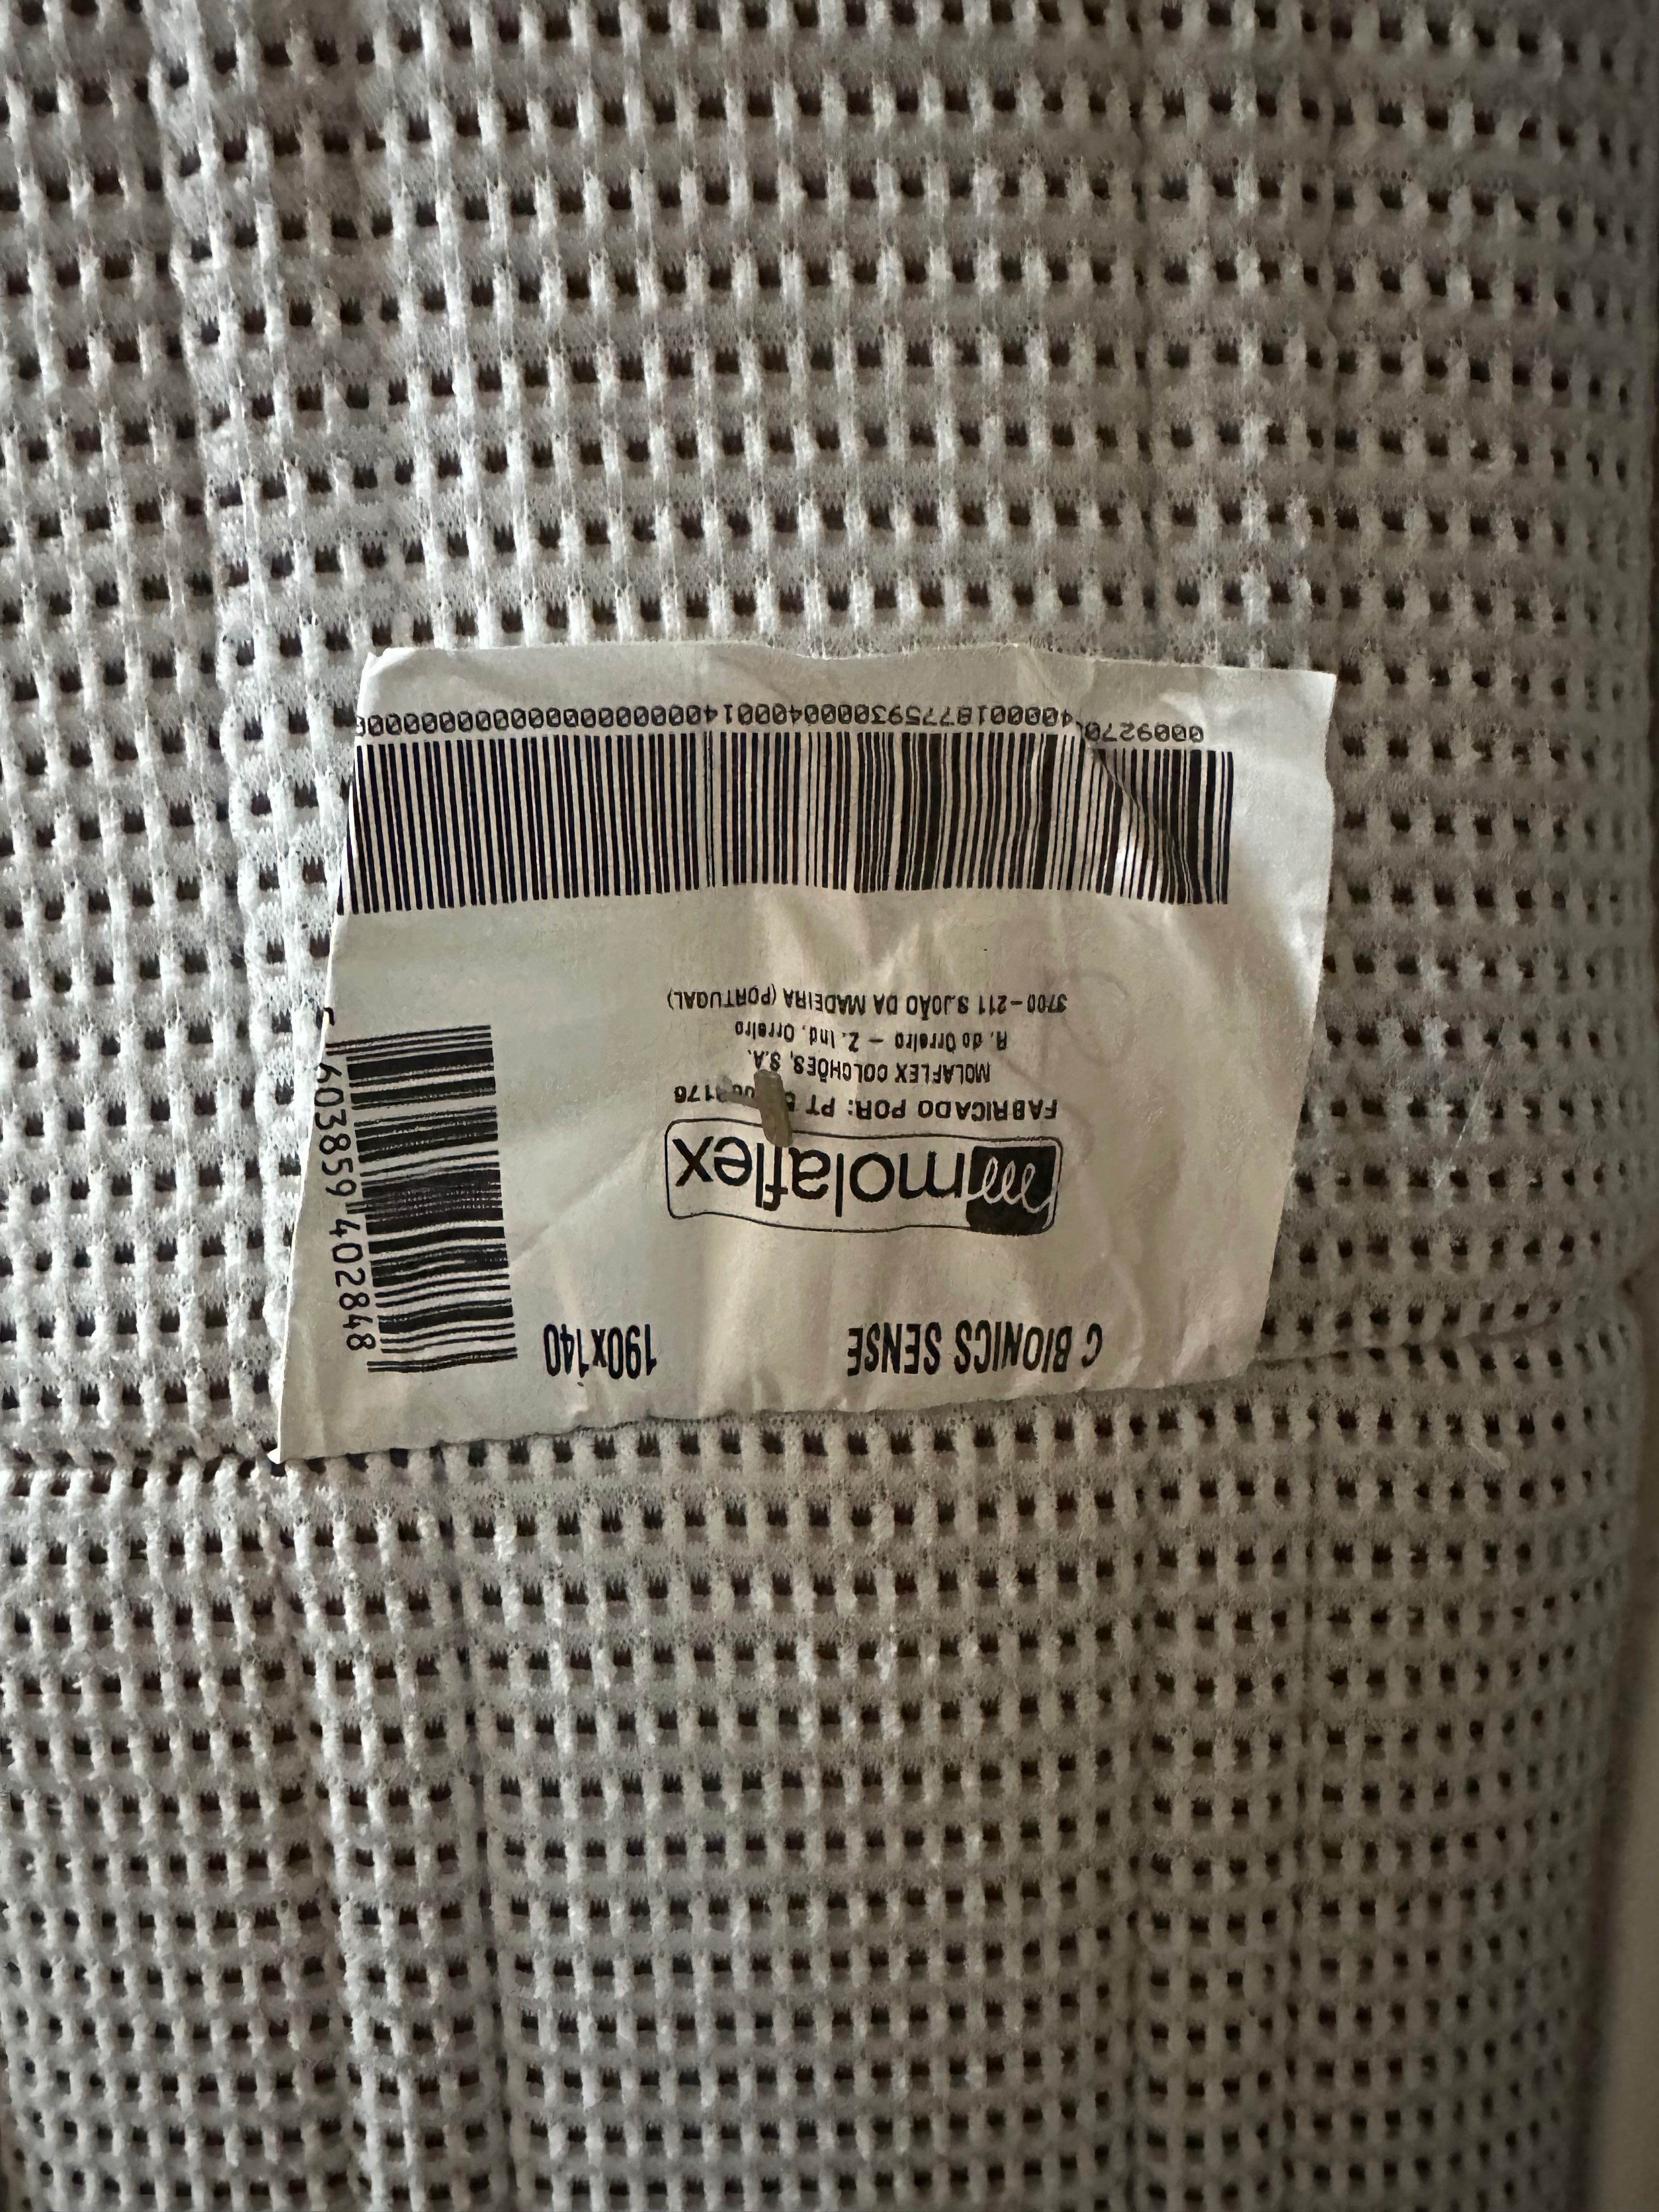 C BIONICS SENSE
190x140
molaflex
FABRICADO POR: PT
MOLAFLEX COLCHÕES, S.A.
R. do Orreiro - Z. Ind. Orreiro
3700-211 S.JOÃO DA MADEIRA (PORTUGAL)
603859 402848